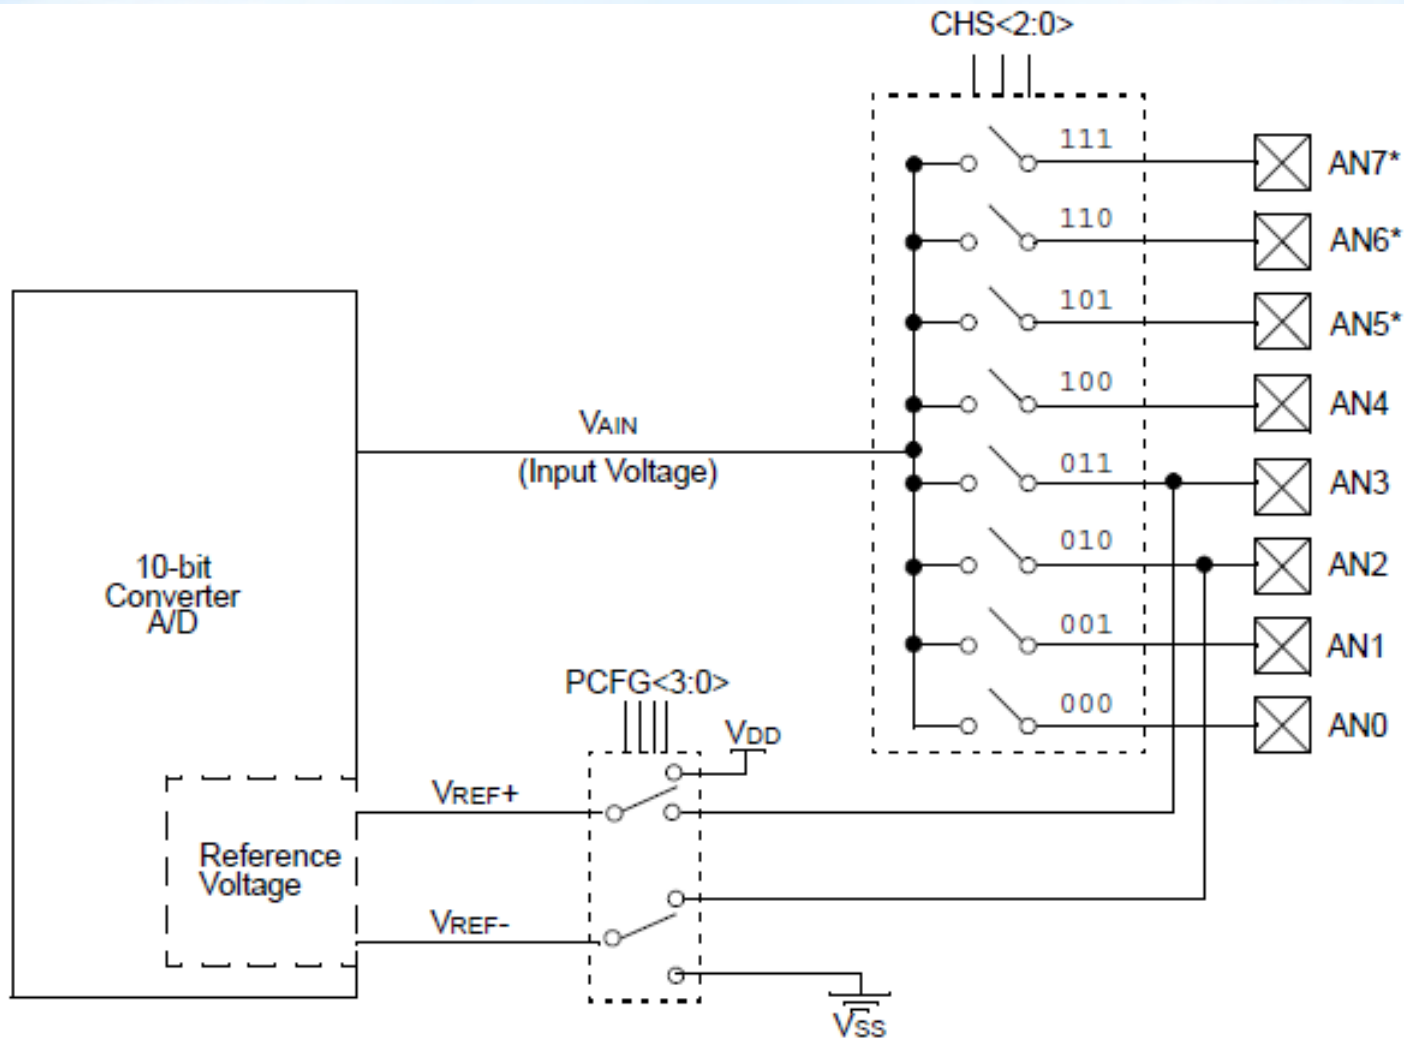 CHS<2:0>
111
AN7*
110
AN6*
101
AN5*
100
AN4
VAIN
(Input Voltage)
011
AN3
010
AN2
10-bit
Converter
A/D
001
AN1
PCFG<3:0>
000
AN0
VDD
VREF+
Reference
Voltage
VREF-
VSS